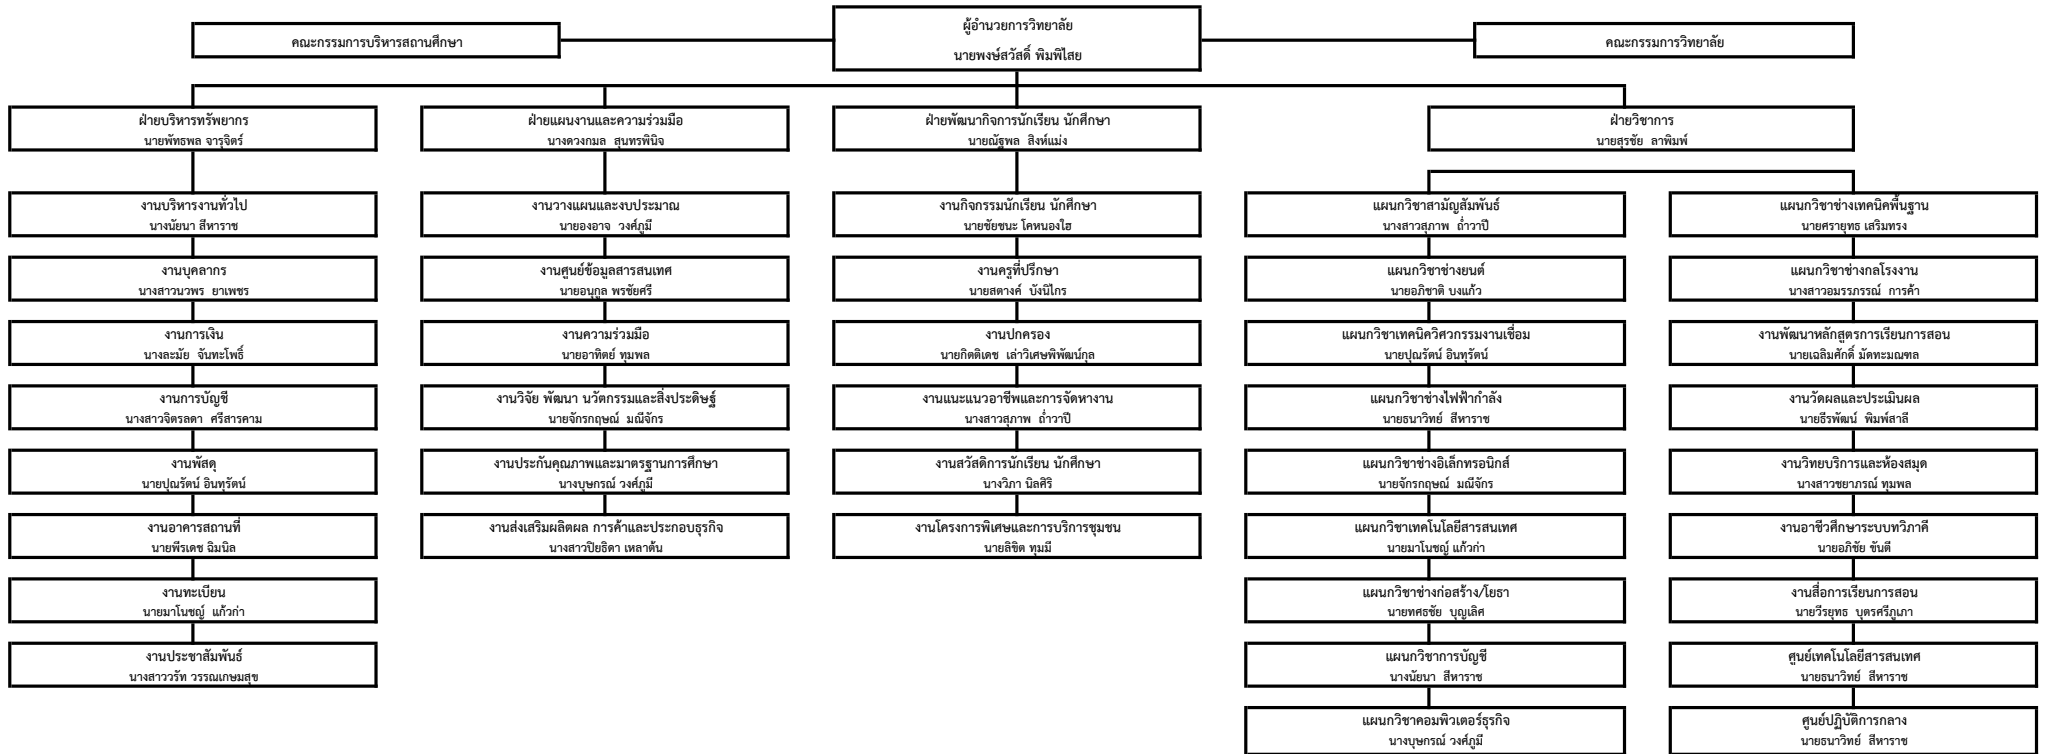 ผู้อำนวยการวิทยาลัย
นายพงษ์สวัสดิ์ พิมพิไสย
คณะกรรมการบริหารสถานศึกษา
คณะกรรมการวิทยาลัย
ฝ่ายบริหารทรัพยากร
นายพัทธพล จารุจิตร์
งานบริหารงานทั่วไป
นางนัยนา สีหาราช
งานบุคลากร
นางสาวนวพร ยาเพชร
งานการเงิน
นางละมัย จันทะโพธิ์
งานการบัญชี
นางสาวจิตรลดา ศรีสารคาม
งานพัสดุ
นายปุณรัตน์ อินทุรัตน์
งานอาคารสถานที่
นายพีรเดช ฉิมนิล
งานทะเบียน
นายมาโนชญ์ แก้วก่า
งานประชาสัมพันธ์
นางสาววรัท วรรณเกษมสุข
ฝ่ายแผนงานและความร่วมมือ
นางดวงกมล สุนทรพินิจ
งานวางแผนและงบประมาณ
นายองอาจ วงศ์ภูมี
งานศูนย์ข้อมูลสารสนเทศ
นายอนุกูล พรชัยศรี
งานความร่วมมือ
นายอาทิตย์ ทุมพล
งานวิจัย พัฒนา นวัตกรรมและสิ่งประดิษฐ์
นายจักรกฤษณ์ มณีจักร
งานประกันคุณภาพและมาตรฐานการศึกษา
นางบุษกรณ์ วงศ์ภูมี
งานส่งเสริมผลิตผล การค้าและประกอบธุรกิจ
นางสาวปิยธิดา เหลาต้น
ฝ่ายพัฒนากิจการนักเรียน นักศึกษา
นายณัฐพล สิงห์แม่ง
งานกิจกรรมนักเรียน นักศึกษา
นายชัยชนะ โคหนองใฮ
งานครูที่ปรึกษา
นายสตางค์ บังนิไกร
งานปกครอง
นายกิตติเดช เล่าวิเศษพิพัฒน์กุล
งานแนะแนวอาชีพและการจัดหางาน
นางสาวสุภาพ ถ่ำวาปี
งานสวัสดิการนักเรียน นักศึกษา
นางวิภา นิลศิริ
งานโครงการพิเศษและการบริการชุมชน
นายลิขิต ทุมมี
ฝ่ายวิชาการ
นายสุรชัย ลาพิมพ์
แผนกวิชาสามัญสัมพันธ์
นางสาวสุภาพ ถ่ำวาปี
แผนกวิชาช่างยนต์
นายอภิชาติ บงแก้ว
แผนกวิชาเทคนิควิศวกรรมงานเชื่อม
นายปุณรัตน์ อินทุรัตน์
แผนกวิชาช่างไฟฟ้ากำลัง
นายธนาวิทย์ สีหาราช
แผนกวิชาช่างอิเล็กทรอนิกส์
นายจักรกฤษณ์ มณีจักร
แผนกวิชาเทคโนโลยีสารสนเทศ
นายมาโนชญ์ แก้วก่า
แผนกวิชาช่างก่อสร้าง/โยธา
นายทศธชัย บุญเลิศ
แผนกวิชาการบัญชี
นางนัยนา สีหาราช
แผนกวิชาคอมพิวเตอร์ธุรกิจ
นางบุษกรณ์ วงศ์ภูมี
แผนกวิชาช่างเทคนิคพื้นฐาน
นายศรายุทธ เสริมทรง
แผนกวิชาช่างกลโรงงาน
นางสาวอมรรภรรณ์ การค้า
งานพัฒนาหลักสูตรการเรียนการสอน
นายเฉลิมศักดิ์ มัดทะมณฑล
งานวัดผลและประเมินผล
นายธีรพัฒน์ พิมพ์สาลี
งานวิทยบริการและห้องสมุด
นางสาวชยาภรณ์ ทุมพล
งานอาชีวศึกษาระบบทวิภาคี
นายอภิชัย ขันตี
งานสื่อการเรียนการสอน
นายวีรยุทธ บุตรศรีภูเภา
ศูนย์เทคโนโลยีสารสนเทศ
นายธนาวิทย์ สีหาราช
ศูนย์ปฏิบัติการกลาง
นายธนาวิทย์ สีหาราช